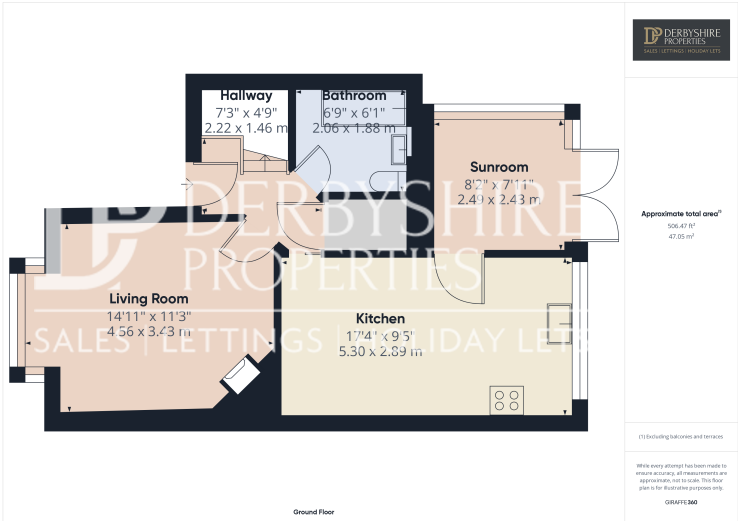 DERBYSHIRE
PROPERTIES
SALES | LETTINGS | HOLIDAY LETS
Hallway
7'3" x 4'9"
2.22 x 1.46 m
Bathroom
6'9" x 6'1"
2.06 x 1.88 m
Sunroom
8'2" x 7'11"
2.49 x 2.43 m
Living Room
14'11" x 11'3"
4.56 x 3.43 m
Kitchen
17'4" x 9'5"
5.30 x 2.89 m
DERBYSHIRE
PROPERTIES
SALES | LETTINGS | HOLIDAY LETS
Ground Floor
Approximate total area(1)
506.47 ft²
47.05 m²
(1) Excluding balconies and terraces
While every attempt has been made to
ensure accuracy, all measurements are
approximate, not to scale. This floor
plan is for illustrative purposes only.
GIRAFFE360